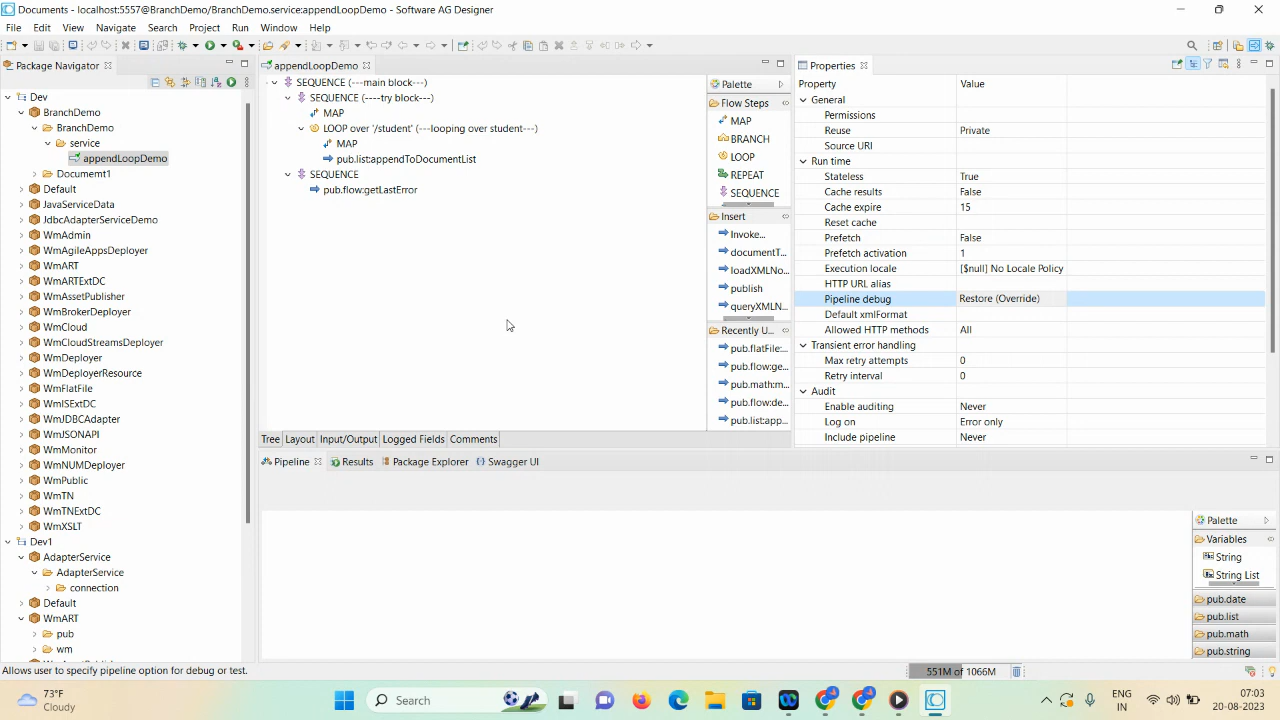 Documents - localhost:5557@BranchDemo/BranchDemo.service:appendLoopDemo - Software AG Designer
File Edit View Navigate Search Project Run Window Help
Package Navigator
Dev
BranchDemo
BranchDemo
service
appendLoopDemo
Documemt1
Default
JavaServiceData
JdbcAdapterServiceDemo
WmAdmin
WmAgileAppsDeployer
WmART
WmARTExtDC
WmAssetPublisher
WmBrokerDeployer
WmCloud
WmCloudStreamsDeployer
WmDeployer
WmDeployerResource
WmFlatFile
WmISExtDC
WmJDBCAdapter
WmJSONAPI
WmMonitor
WmNUMDeployer
WmPublic
WmTN
WmTNExtDC
WmXSLT
Dev1
AdapterService
AdapterService
connection
Default
WmART
pub
wm
appendLoopDemo
SEQUENCE (---main block---)
SEQUENCE (----try block---)
MAP
LOOP over '/student' (---looping over student---)
MAP
pub.list:appendToDocumentList
SEQUENCE
pub.flow:getLastError
Palette
Flow Steps
MAP
BRANCH
LOOP
REPEAT
SEQUENCE
Insert
Invoke...
documentT...
loadXMLNo...
publish
queryXMLN...
Recently U...
pub.flatFile:...
pub.flow:ge...
pub.math:m...
pub.flow:de...
pub.list:app...
Tree Layout Input/Output Logged Fields Comments
Properties
Property Value
General
Permissions
Reuse Private
Source URI
Run time
Stateless True
Cache results False
Cache expire 15
Reset cache
Prefetch False
Prefetch activation 1
Execution locale [$null] No Locale Policy
HTTP URL alias
Pipeline debug Restore (Override)
Default xmlFormat
Allowed HTTP methods All
Transient error handling
Max retry attempts 0
Retry interval 0
Audit
Enable auditing Never
Log on Error only
Include pipeline Never
Pipeline Results Package Explorer Swagger UI
Palette
Variables
String
String List
pub.date
pub.list
pub.math
pub.string
Allows user to specify pipeline option for debug or test.
551M of 1066M
73°F
Cloudy
Search
ENG
IN
07:03
20-08-2023